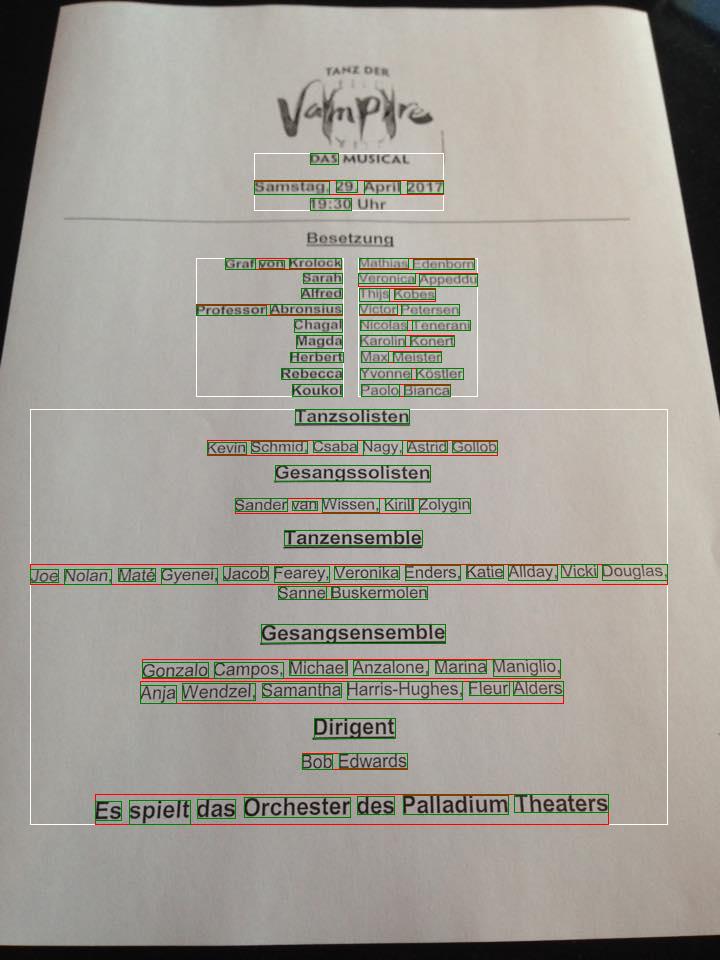 TANZ DER
Vampire
DAS MUSICAL
Samstag, 29. April 2017
19:30 Uhr
Besetzung
Graf von Krolock Mathias Edenborn
Sarah Veronica Appeddu
Alfred Thijs Kobes
Professor Abronsius Victor Petersen
Chagal Nicolas Tenerani
Magda Karolin Konert
Herbert Max Meister
Rebecca Yvonne Köstler
Koukol Paolo Bianca
Tanzsolisten
Kevin Schmid, Csaba Nagy, Astrid Gollob
Gesangssolisten
Sander van Wissen, Kirill Zolygin
Tanzensemble
Joe Nolan, Maté Gyenei, Jacob Fearey, Veronika Enders, Katie Allday, Vicki Douglas,
Sanne Buskermolen
Gesangsensemble
Gonzalo Campos, Michael Anzalone, Marina Maniglio,
Anja Wendzel, Samantha Harris-Hughes, Fleur Alders
Dirigent
Bob Edwards
Es spielt das Orchester des Palladium Theaters